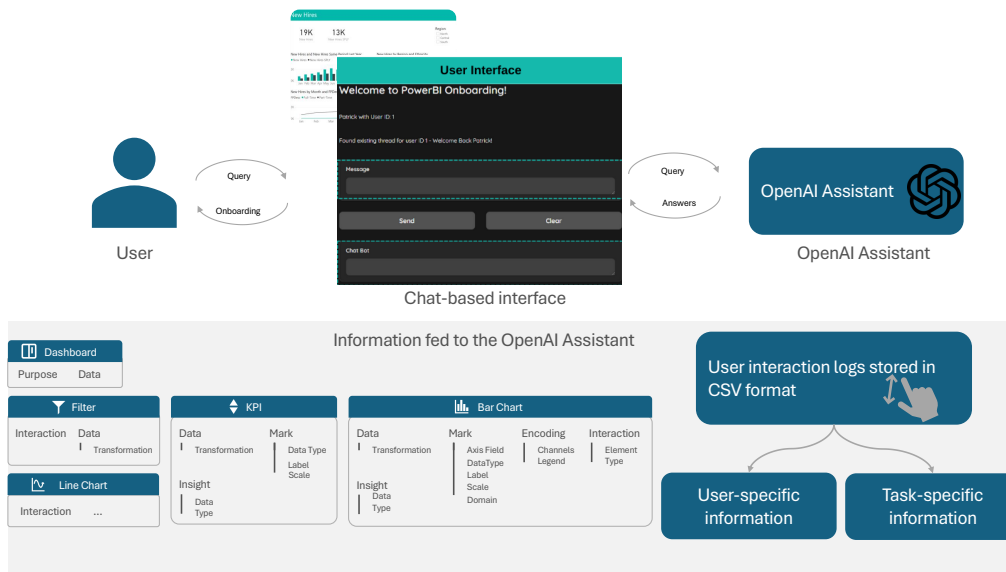 New Hires
19K
13K
Region
User Interface
Welcome to PowerBI Onboarding!
Patrick with User ID: 1
Found existing thread for user ID 1 - Welcome Back Patrick!
Message
Send
Clear
Chat Bot
Query
Onboarding
User
Query
Answers
OpenAI Assistant
OpenAI Assistant
Chat-based interface
Information fed to the OpenAI Assistant
Dashboard
Purpose Data
Filter
Interaction Data
Transformation
Line Chart
Interaction ...
KPI
Data Mark
Transformation Data Type
Label
Scale
Insight
Data
Type
Bar Chart
Data Mark Encoding Interaction
Transformation Axis Field Channels Element
DataType Legend Type
Label
Scale
Domain
Insight
Data
Type
User interaction logs stored in
CSV format
User-specific
information
Task-specific
information